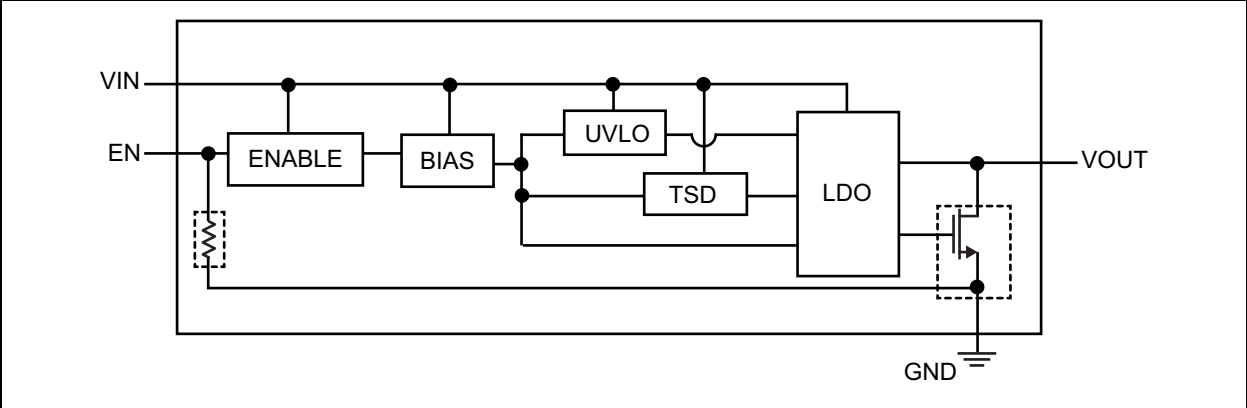 VIN
UVLO
EN
ENABLE
BIAS
VOUT
TSD
LDO
GND